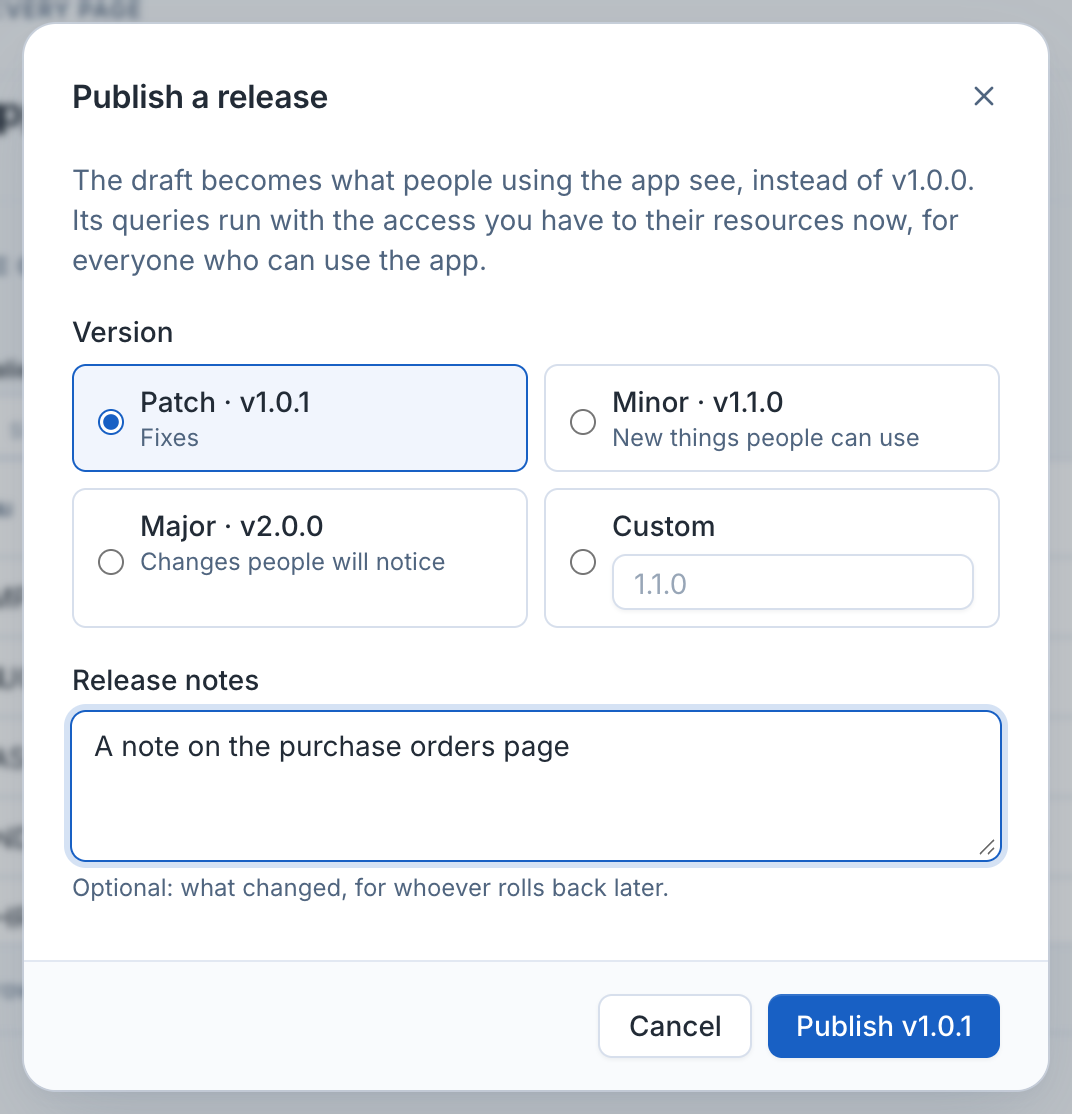 VERY PAGE
Publish a release
The draft becomes what people using the app see, instead of v1.0.0.
Its queries run with the access you have to their resources now, for
everyone who can use the app.
Version
Patch · v1.0.1
Fixes
Minor · v1.1.0
New things people can use
Major · v2.0.0
Changes people will notice
Custom
1.1.0
Release notes
A note on the purchase orders page
Optional: what changed, for whoever rolls back later.
Cancel
Publish v1.0.1